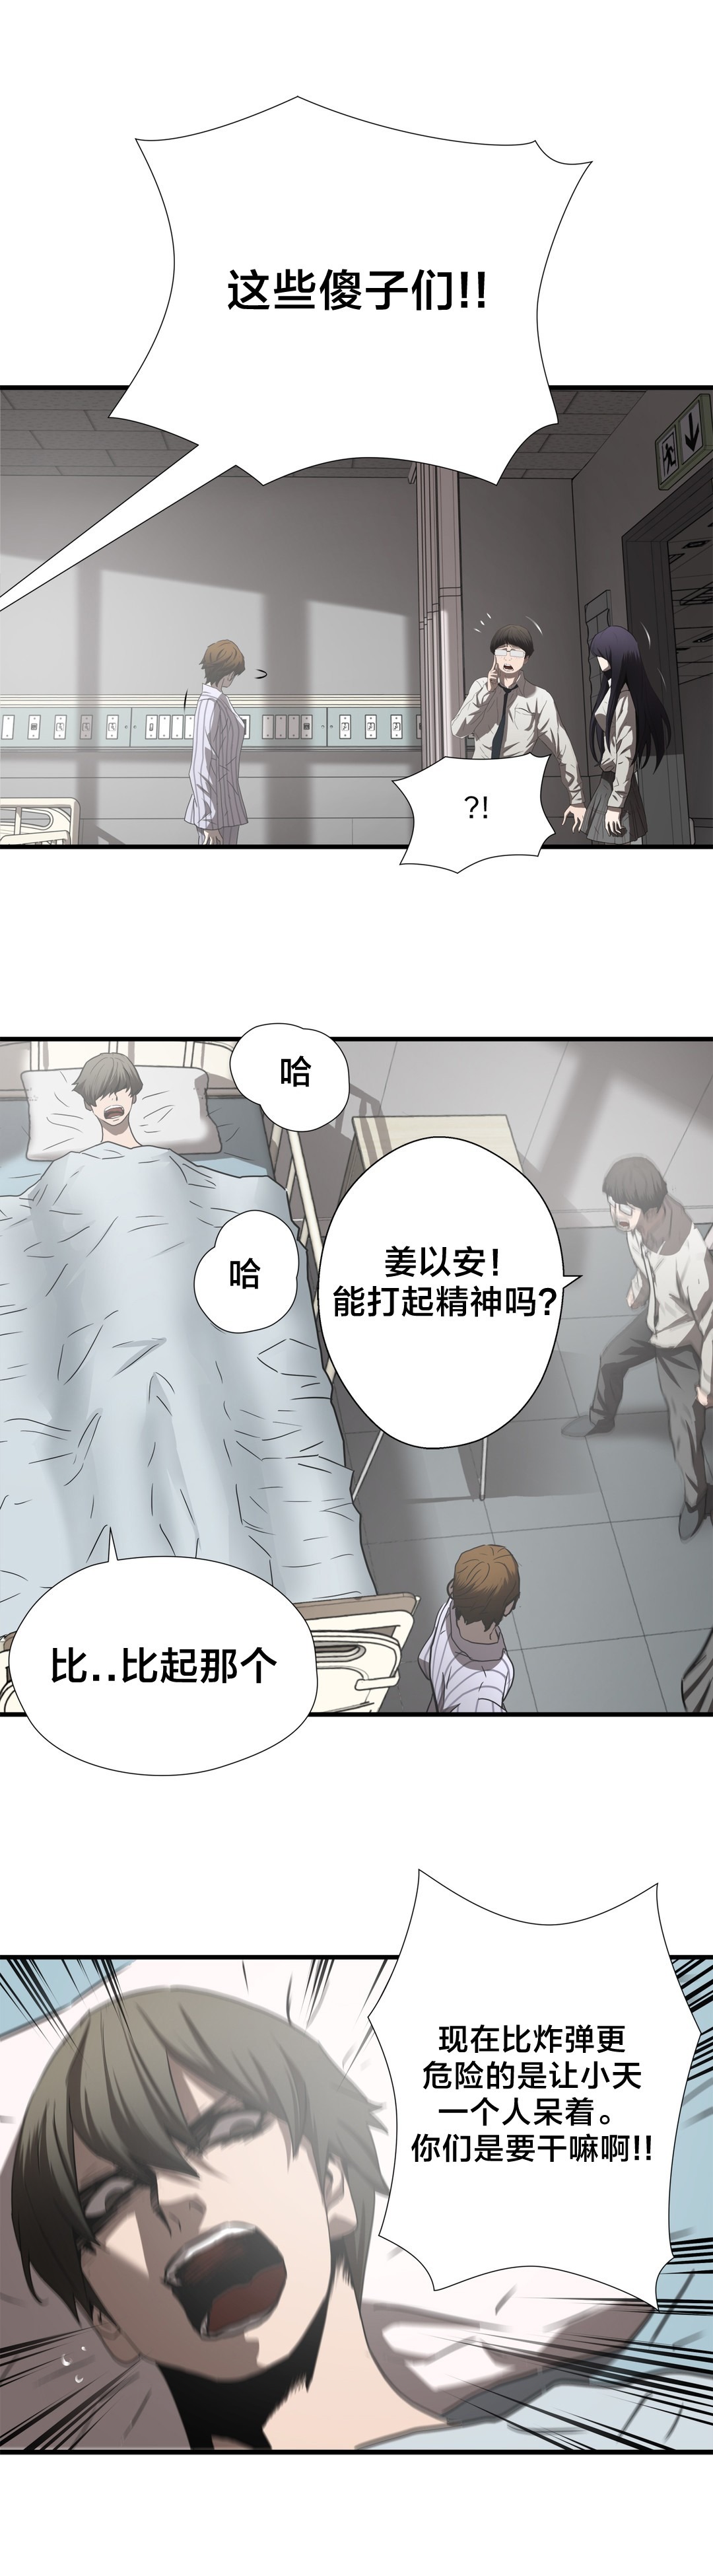 这些傻子们!!
?!
哈
哈
姜以安!
能打起精神吗?
比..比起那个
现在比炸弹更
危险的是让小天
一个人呆着。
你们是要干嘛啊!!